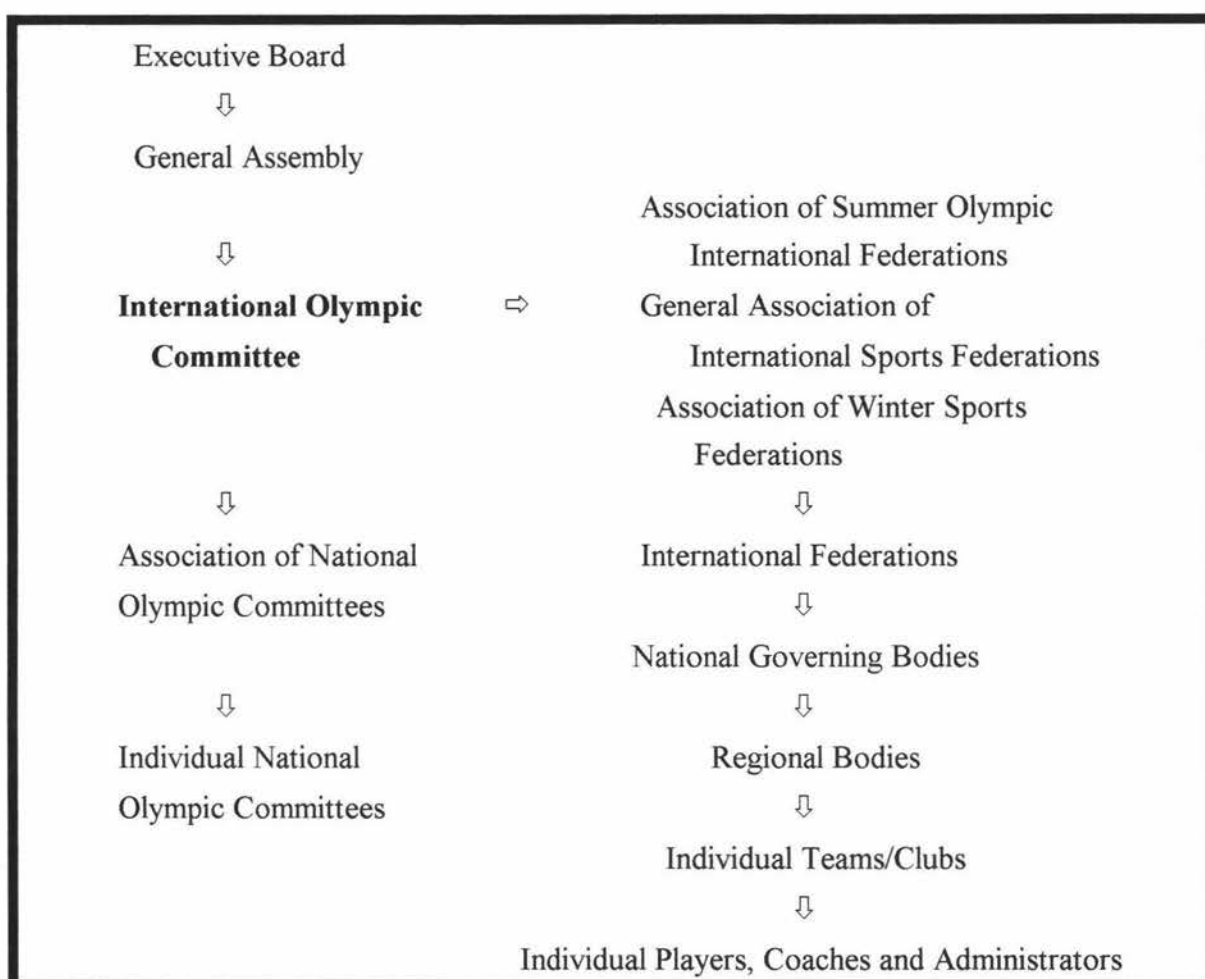 Executive Board
⇩
General Assembly
Association of Summer Olympic
⇩ International Federations
International Olympic ⇨ General Association of
Committee International Sports Federations
Association of Winter Sports
Federations
⇩ ⇩
Association of National International Federations
Olympic Committees ⇩
National Governing Bodies
⇩ ⇩
Individual National Regional Bodies
Olympic Committees ⇩
Individual Teams/Clubs
⇩
Individual Players, Coaches and Administrators